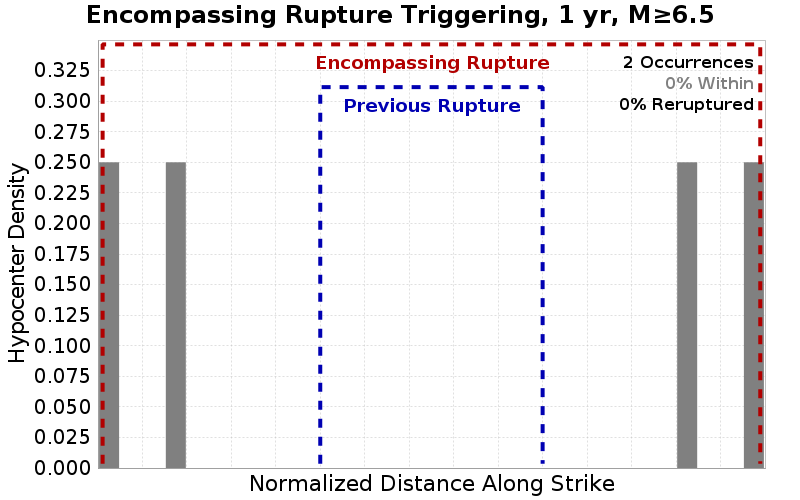 Encompassing Rupture Triggering, 1 yr, M≥6.5
Encompassing Rupture
2 Occurrences
0% Within
0% Reruptured
Previous Rupture
Hypocenter Density
0.325
0.300
0.275
0.250
0.225
0.200
0.175
0.150
0.125
0.100
0.075
0.050
0.025
0.000
Normalized Distance Along Strike